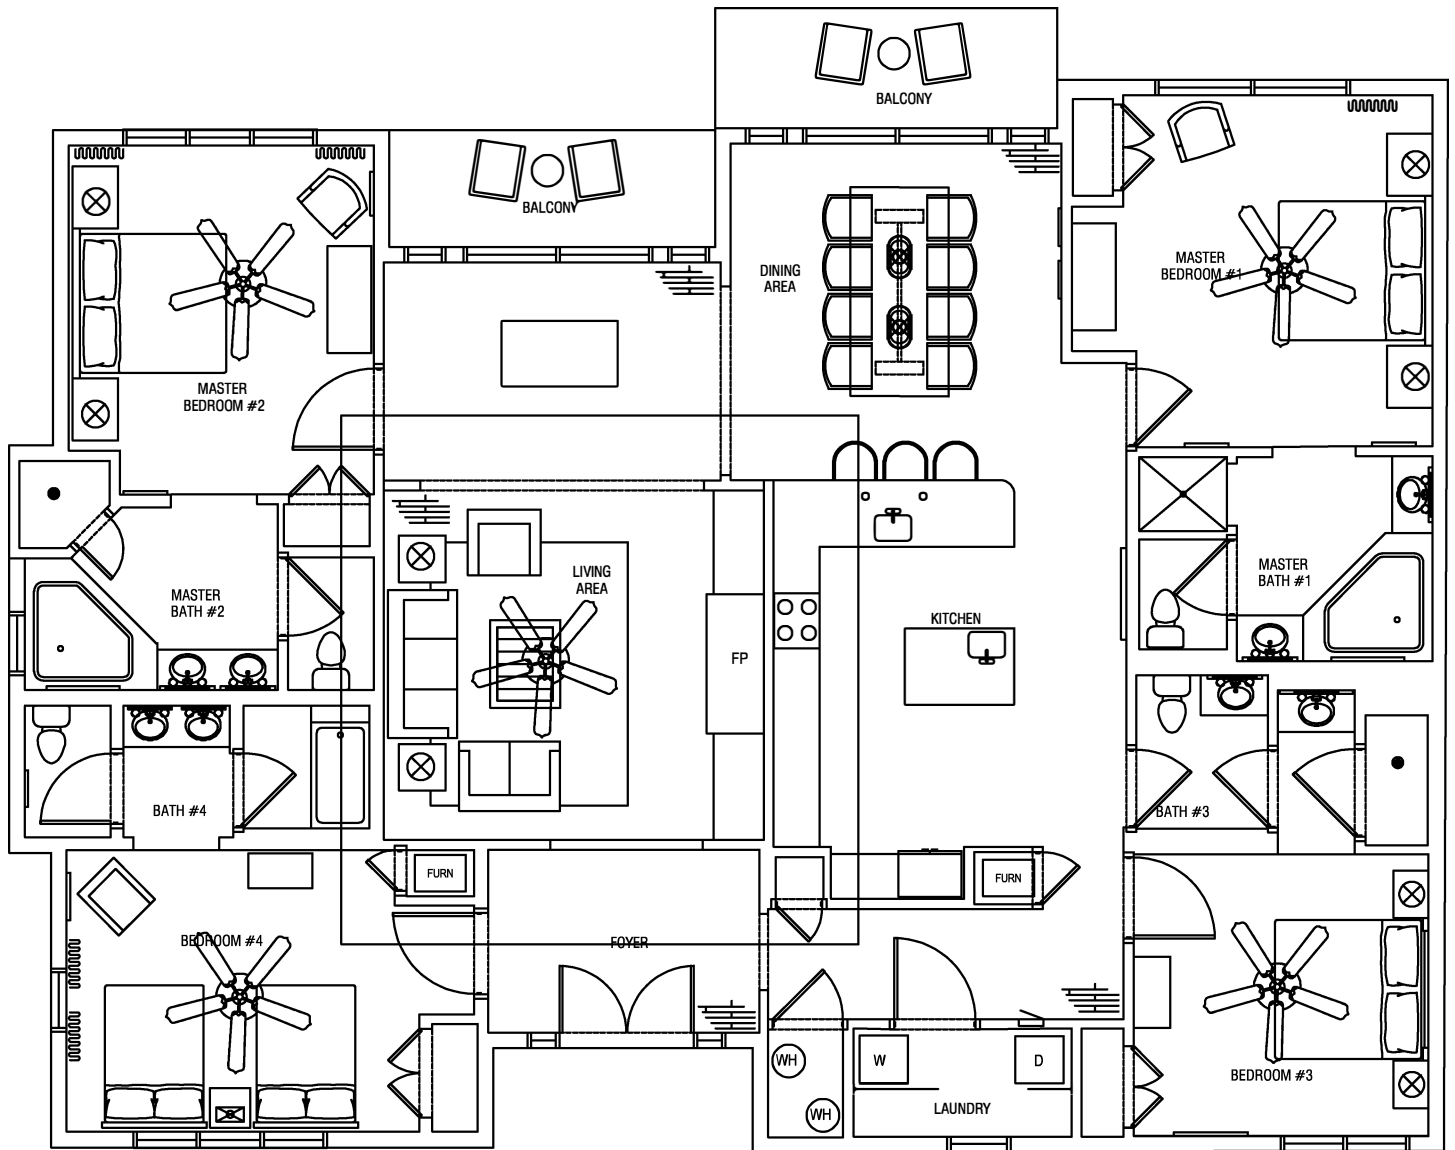 BALCONY
BALCONY
DINING
AREA
MASTER
BEDROOM #1
MASTER
BEDROOM #2
LIVING
AREA
MASTER
BATH #2
MASTER
BATH #1
KITCHEN
FP
BATH #4
BATH #3
FURN
FURN
BEDROOM #4
FOYER
WH
W
D
BEDROOM #3
WH
LAUNDRY